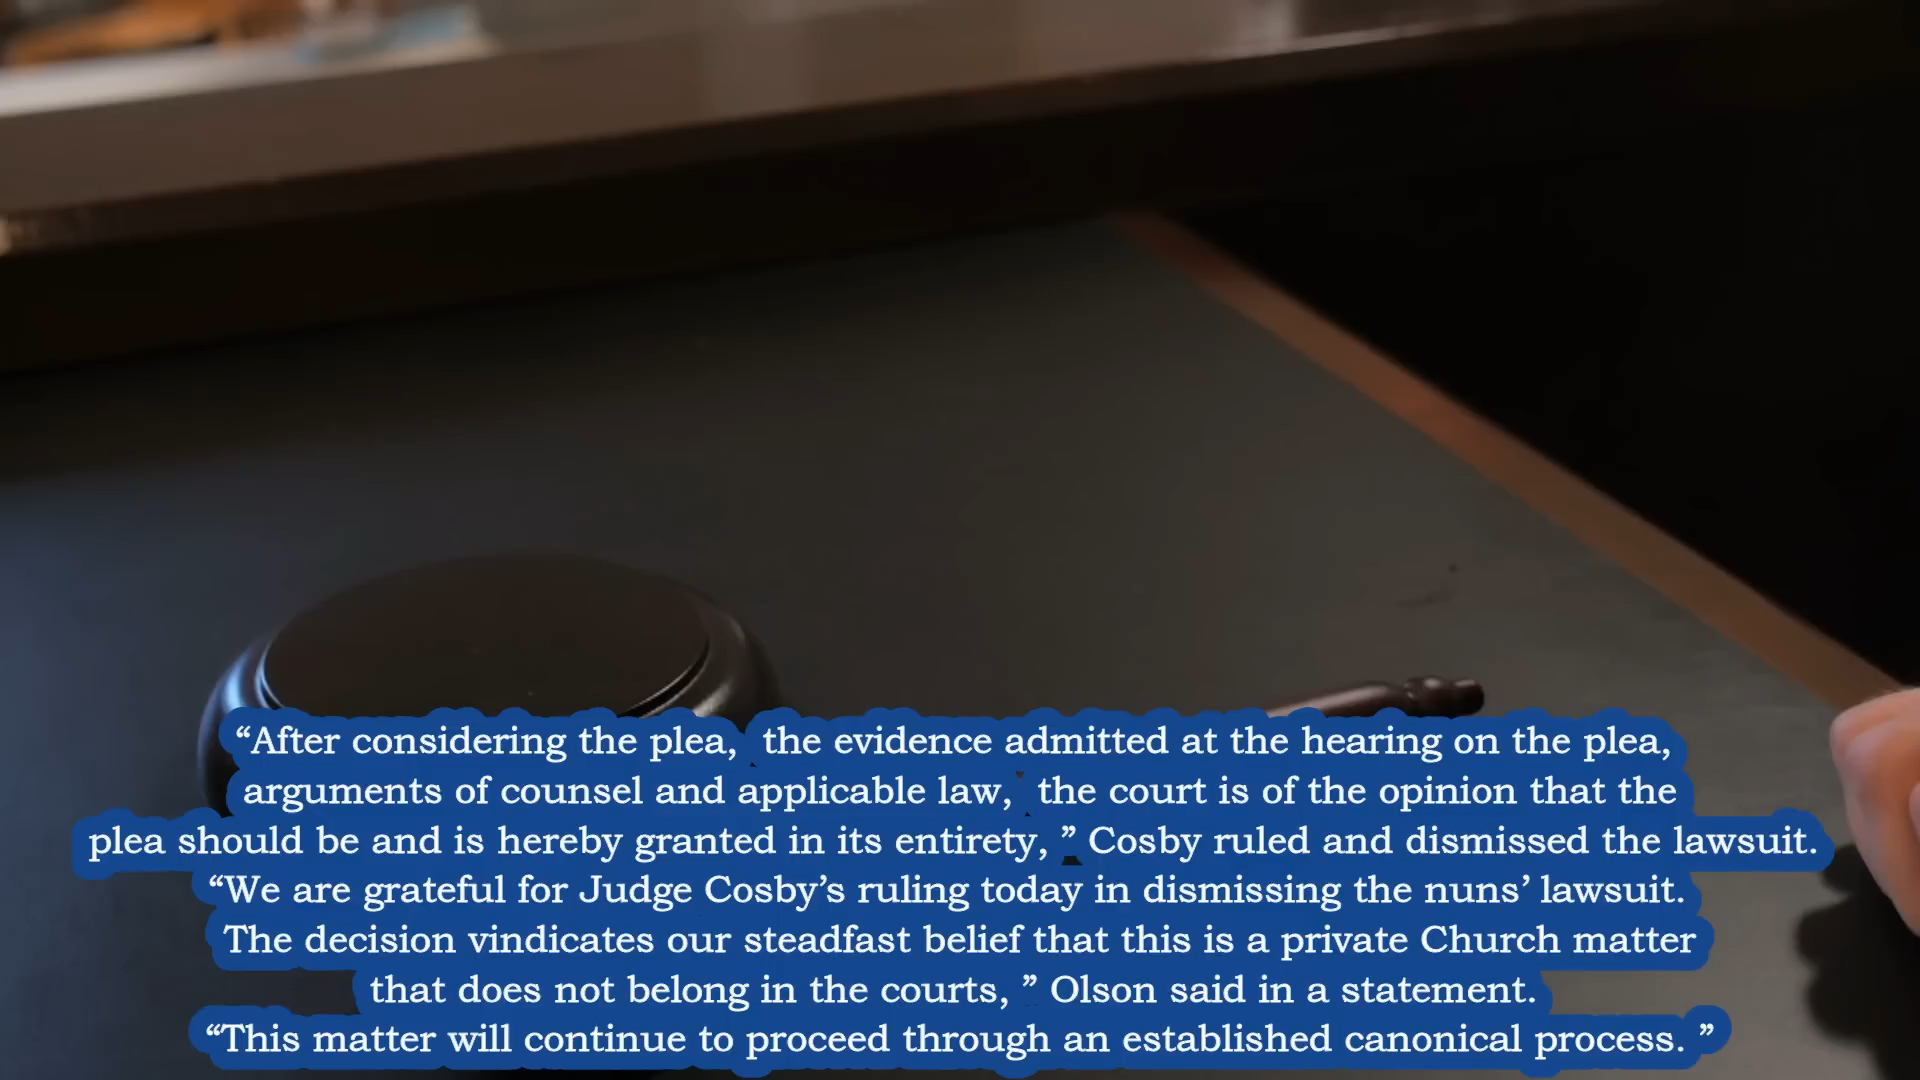 “After considering the plea, the evidence admitted at the hearing on the plea,
arguments of counsel and applicable law, the court is of the opinion that the
plea should be and is hereby granted in its entirety, ” Cosby ruled and dismissed the lawsuit.
“We are grateful for Judge Cosby’s ruling today in dismissing the nuns’ lawsuit.
The decision vindicates our steadfast belief that this is a private Church matter
that does not belong in the courts, ” Olson said in a statement.
“This matter will continue to proceed through an established canonical process. ”